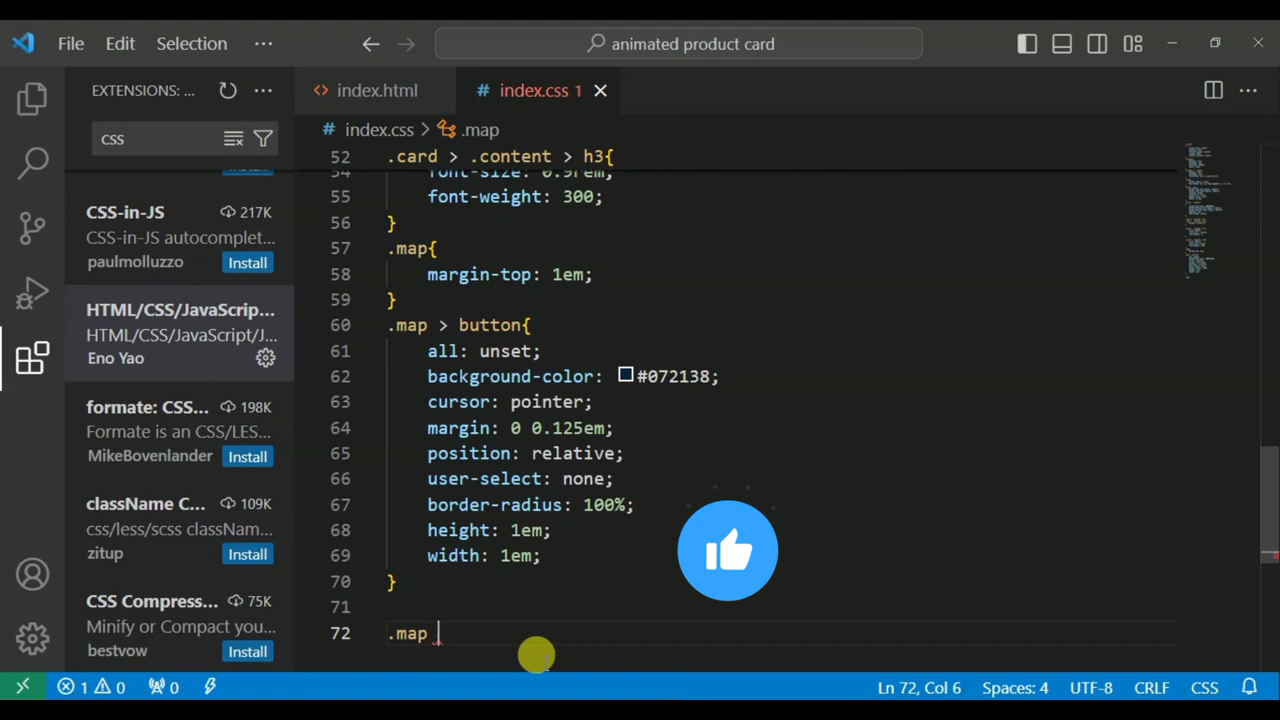 File Edit Selection ···
animated product card
EXTENSIONS: ...
index.html
# index.css 1
css
# index.css > .map
CSS-in-JS 217K
CSS-in-JS autocomplet...
paulmolluzzo Install
HTML/CSS/JavaScrip...
HTML/CSS/JavaScript/J...
Eno Yao
formate: CSS... 198K
Formate is an CSS/LES...
MikeBovenlander Install
className C... 109K
css/less/scss classNam...
zitup Install
CSS Compress... 75K
Minify or Compact you...
bestvow Install
52 .card > .content > h3{
54 font-size: 0.9rem;
55 font-weight: 300;
56 }
57 .map{
58 margin-top: 1em;
59 }
60 .map > button{
61 all: unset;
62 background-color: #072138;
63 cursor: pointer;
64 margin: 0 0.125em;
65 position: relative;
66 user-select: none;
67 border-radius: 100%;
68 height: 1em;
69 width: 1em;
70 }
71
72 .map
1 0 0 Ln 72, Col 6 Spaces: 4 UTF-8 CRLF CSS